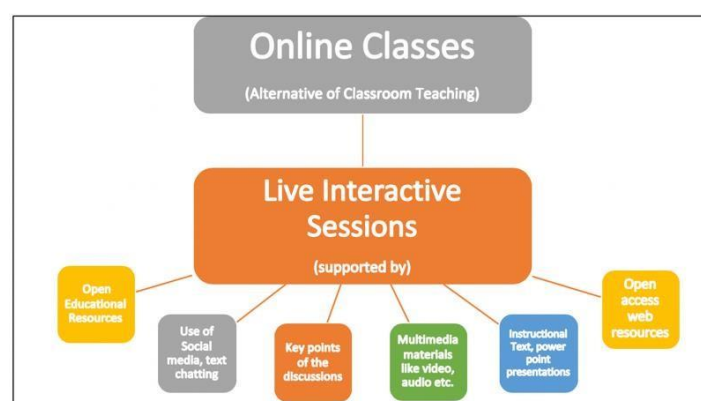 Online Classes
(Alternative of Classroom Teaching)
Live Interactive
Sessions
(supported by)
Open
Educational
Resources
Use of
Social
media, text
chatting
Key points
of the
discussions
Multimedia
materials
like video,
audio etc.
Instructional
Text, power
point
presentations
Open
access
web
resources